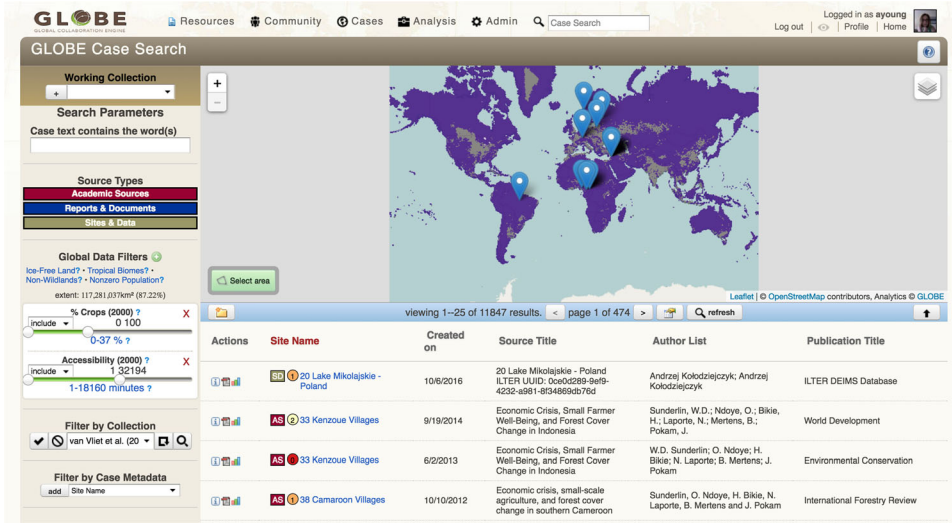 GLOBE
GLOBAL COLLABORATION ENGINE
Resources Community Cases Analysis Admin Case Search
Logged in as ayoung
Log out | Profile | Home
GLOBE Case Search
Working Collection
+
Search Parameters
Case text contains the word(s)
Source Types
Academic Sources
Reports & Documents
Sites & Data
Global Data Filters
Ice-Free Land? • Tropical Biomes? •
Non-Wildlands? • Nonzero Population?
extent: 117,281,037km² (87.22%)
% Crops (2000) ? X
include 0 100
0-37 % ?
Accessibility (2000) ? X
include 1 32194
1-18160 minutes ?
Filter by Collection
van Vliet et al. (20
Filter by Case Metadata
add Site Name
+
−
Select area
Leaflet | © OpenStreetMap contributors, Analytics © GLOBE
viewing 1--25 of 11847 results. < page 1 of 474 > refresh
Actions Site Name Created on Source Title Author List Publication Title
SD 1 20 Lake Mikolajskie - Poland
10/6/2016
20 Lake Mikolajskie - Poland
ILTER UUID: 0ce0d289-9ef9-
4232-a981-8f34869db76d
Andrzej Kołodziejczyk; Andrzej
Kołodziejczyk
ILTER DEIMS Database
AS 2 33 Kenzoue Villages
9/19/2014
Economic Crisis, Small Farmer
Well-Being, and Forest Cover
Change in Indonesia
Sunderlin, W.D.; Ndoye, O.; Bikie,
H.; Laporte, N.; Mertens, B.;
Pokam, J.
World Development
AS 0 33 Kenzoue Villages
6/2/2013
Economic Crisis, Small Farmer
Well-Being, and Forest Cover
Change in Indonesia
W.D. Sunderlin; O. Ndoye; H.
Bikie; N. Laporte; B. Mertens; J.
Pokam
Environmental Conservation
AS 1 38 Camaroon Villages
10/10/2012
Economic crisis, small-scale
agriculture, and forest cover
change in southern Cameroon
Sunderlin, O. Ndoye, H. Bikie, N.
Laporte, B. Mertens and J. Pokam
International Forestry Review